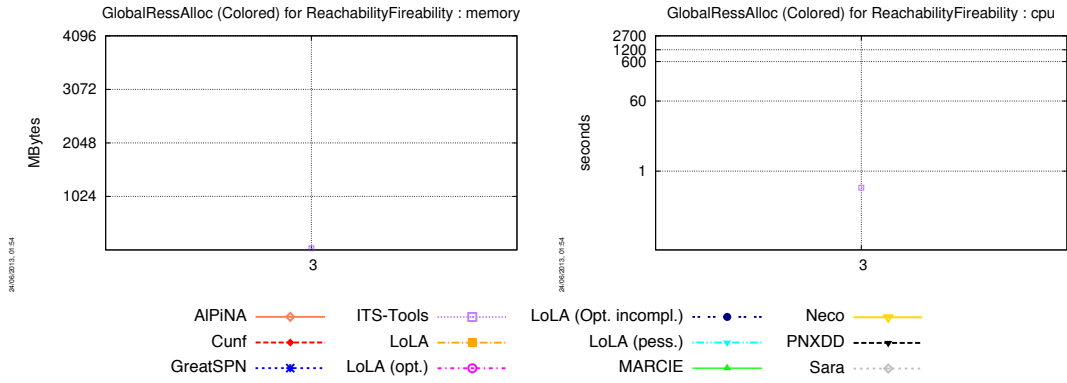 GlobalRessAlloc (Colored) for ReachabilityFireability : memory
4096
3072
2048
1024
MBytes
3
24/06/2013, 01:54
GlobalRessAlloc (Colored) for ReachabilityFireability : cpu
2700
1200
600
60
1
seconds
3
24/06/2013, 01:54
AlPiNA ITS-Tools LoLA (Opt. incompl.) Neco
Cunf LoLA LoLA (pess.) PNXDD
GreatSPN LoLA (opt.) MARCIE Sara